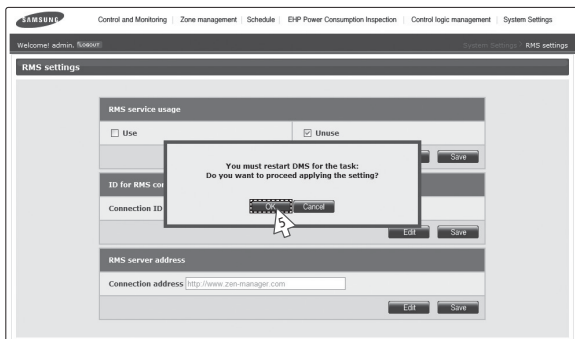 SAMSUNG
Control and Monitoring | Zone management | Schedule | EHP Power Consumption Inspection | Control logic management | System Settings
Welcome! admin. LOGOUT
System Settings RMS settings
RMS settings
RMS service usage
Use
Unuse
Save
You must restart DMS for the task:
Do you want to proceed applying the setting?
OK Cancel
5
ID for RMS con
Connection ID
Edit Save
RMS server address
Connection address http://www.zen-manager.com
Edit Save